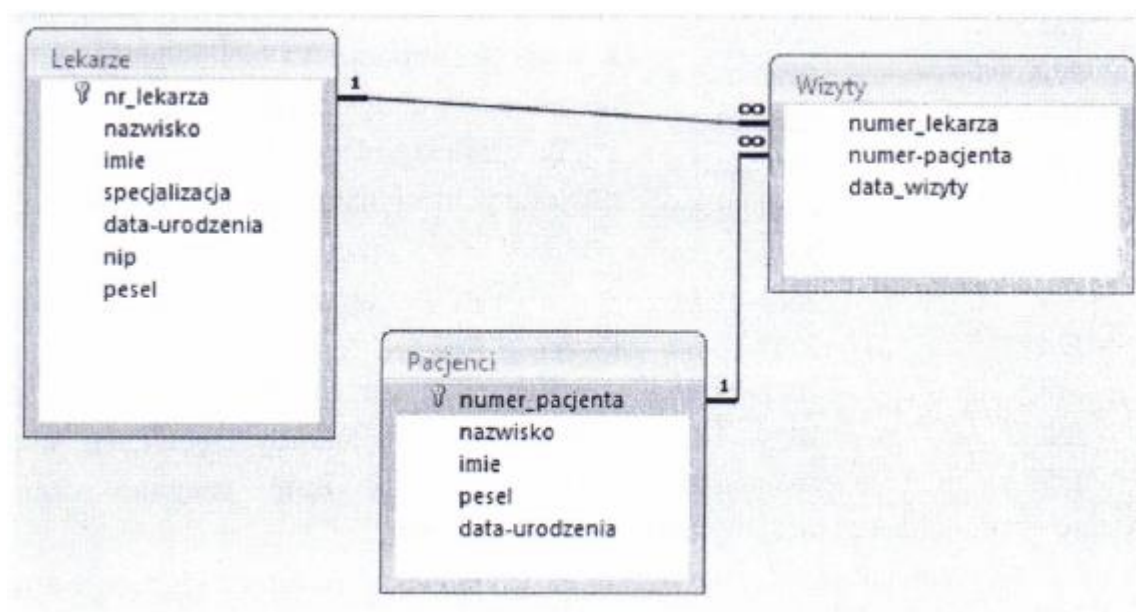 Lekarze
nr_lekarza
nazwisko
imie
specjalizacja
data-urodzenia
nip
pesel
1
∞
∞
Wizyty
numer_lekarza
numer-pacjenta
data_wizyty
Pacjenci
numer_pacjenta
nazwisko
imie
pesel
data-urodzenia
1